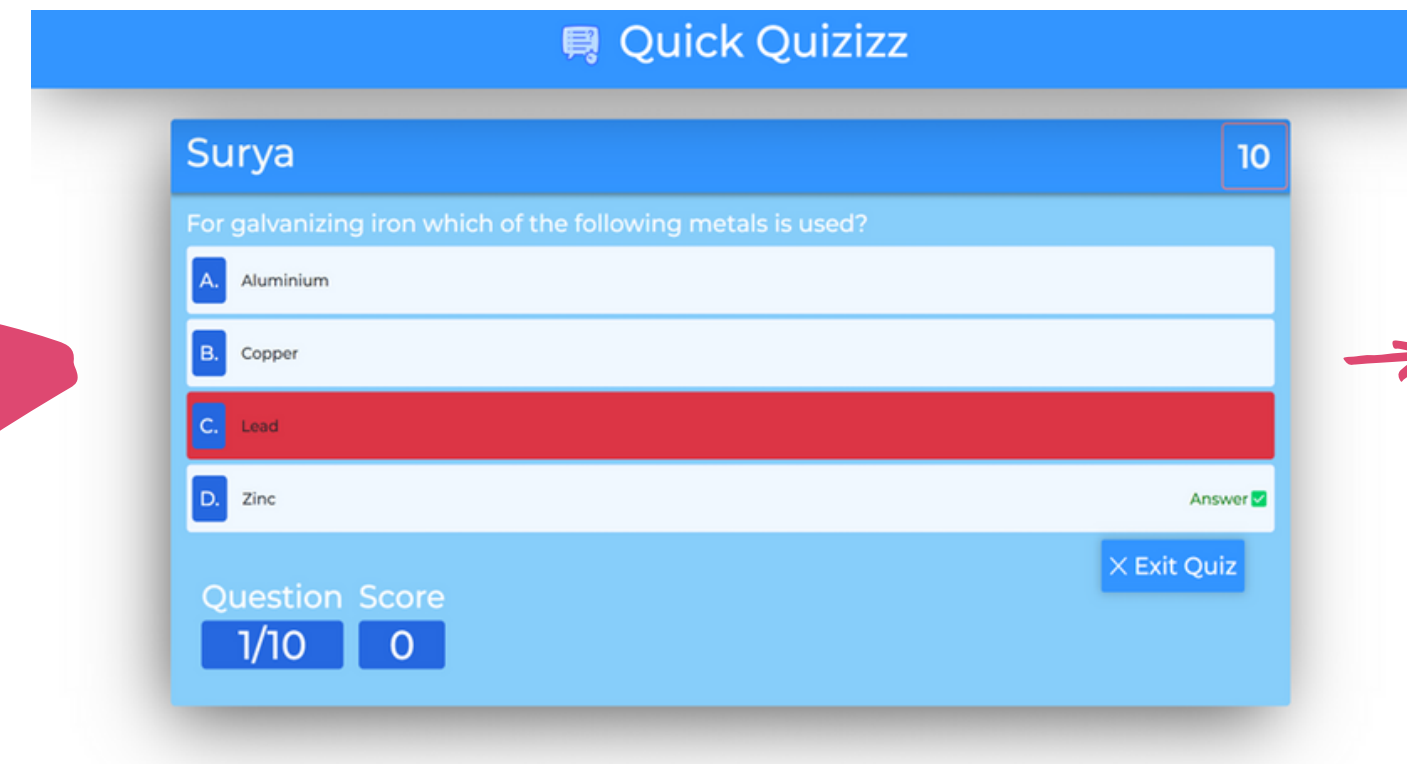 Quick Quizizz
Surya
10
For galvanizing iron which of the following metals is used?
A. Aluminium
B. Copper
C. Lead
D. Zinc Answer
× Exit Quiz
Question Score
1/10 0